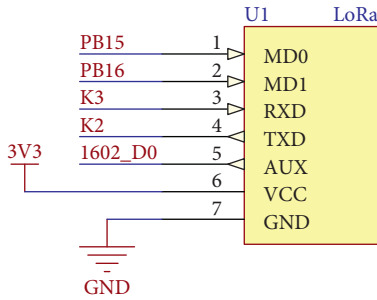 U1 LoRa
PB15 1 MD0
PB16 2 MD1
K3 3 RXD
K2 4 TXD
3V3 1602_D0 5 AUX
6 VCC
7 GND
GND